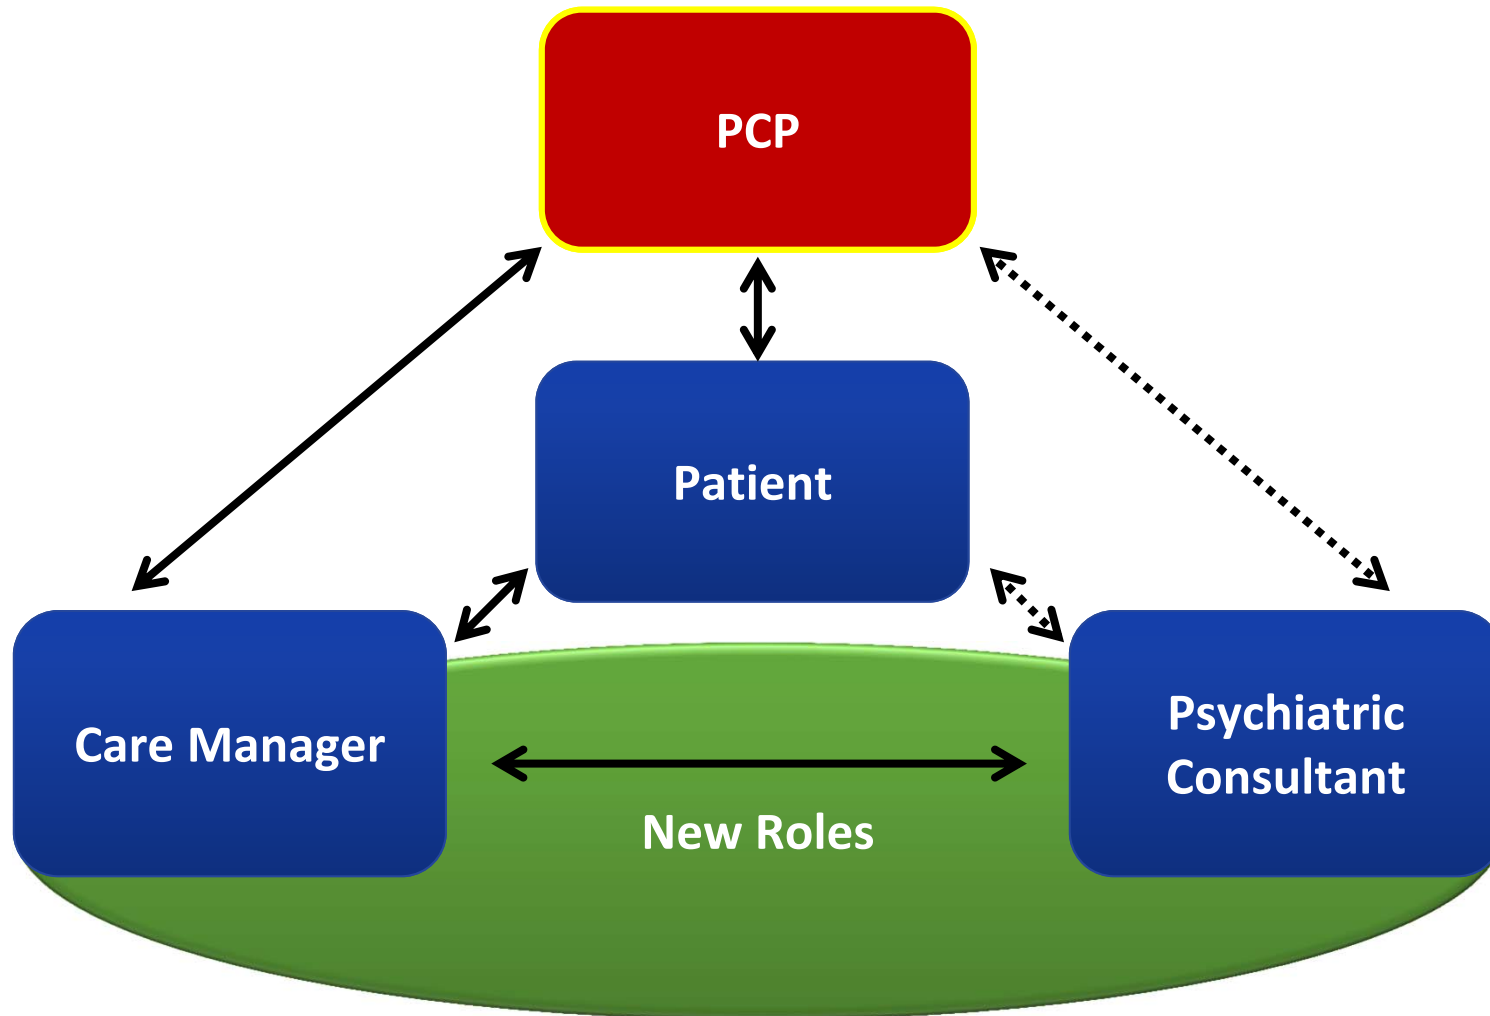 PCP
Patient
Care Manager
Psychiatric
Consultant
New Roles